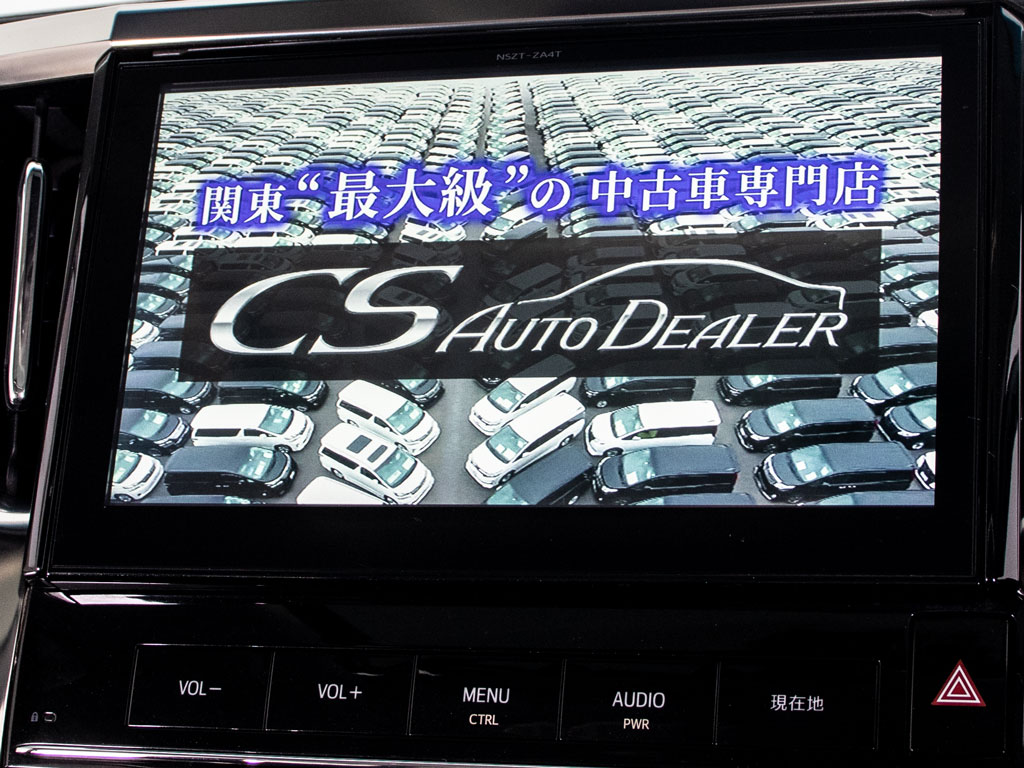 NSZT-ZA4T
関東“最大級”の 中古車専門店
CS AUTO DEALER
VOL−
VOL+
MENU
CTRL
AUDIO
PWR
現在地